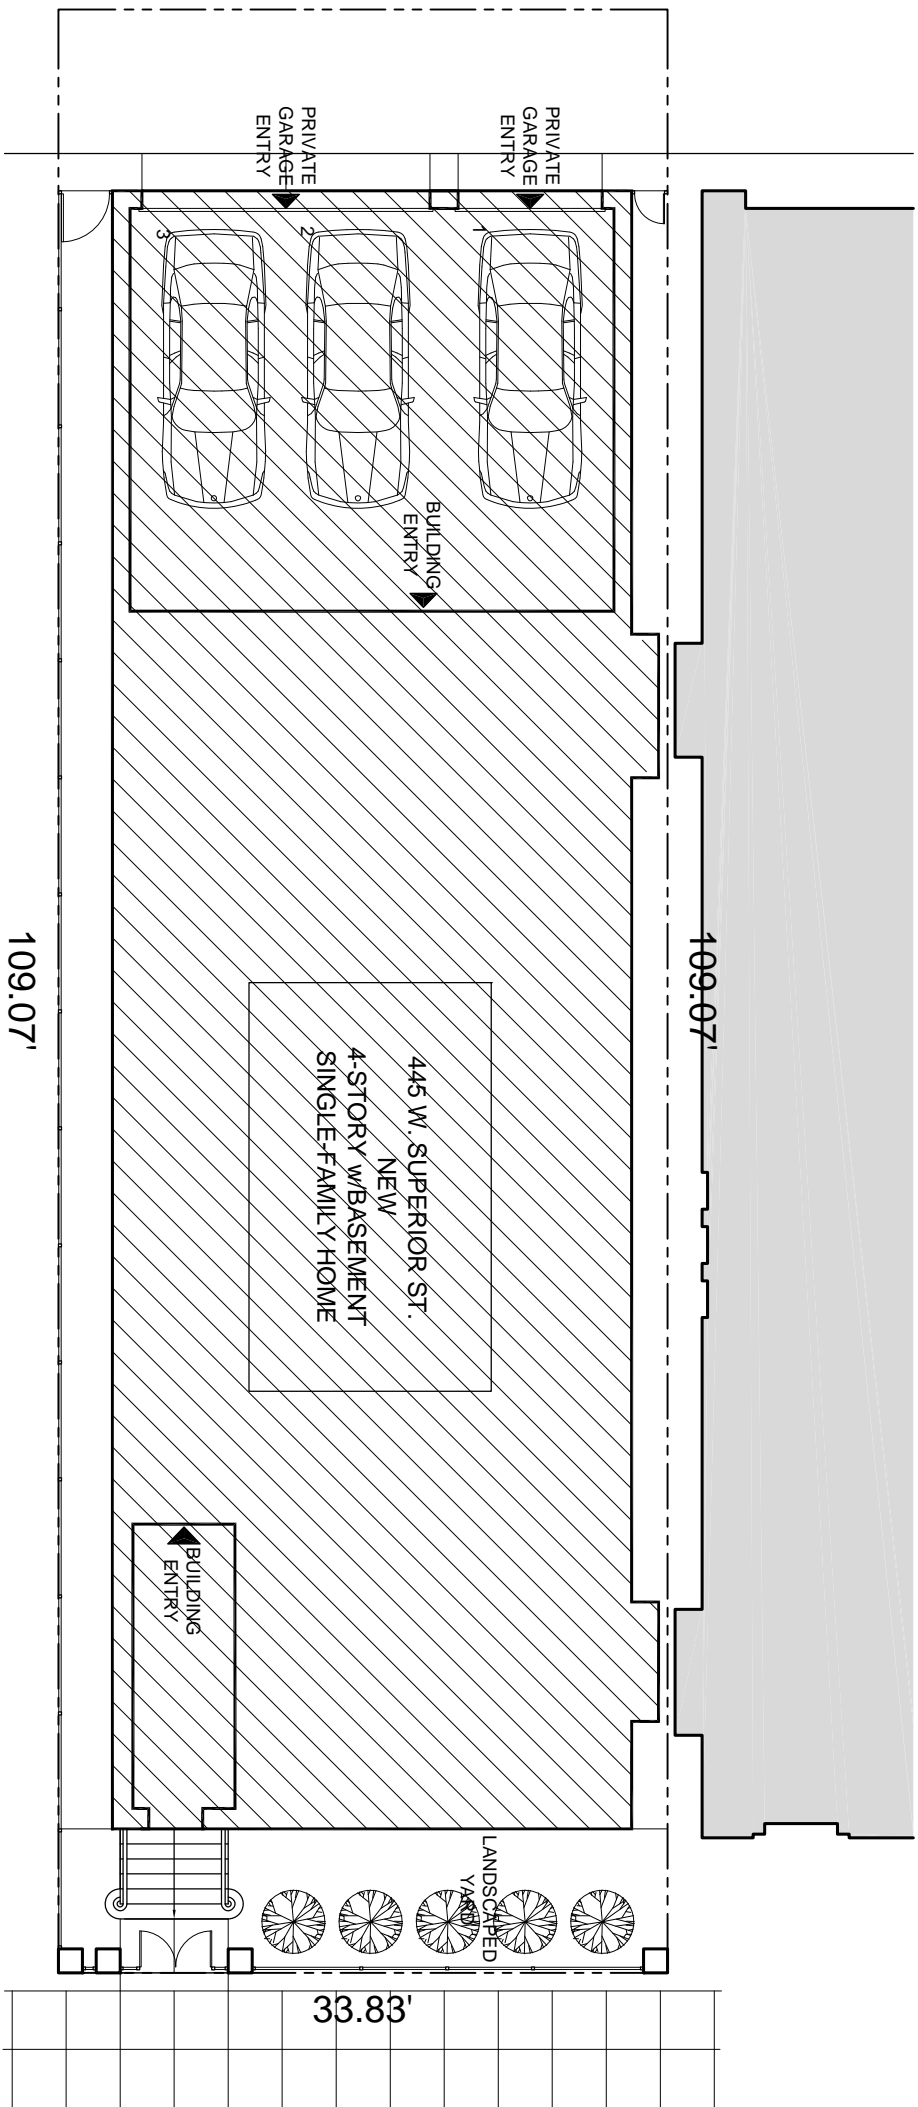 PRIVATE
GARAGE
ENTRY
PRIVATE
GARAGE
ENTRY
3
2
1
BUILDING
ENTRY
109.07'
109.07'
445 W. SUPERIOR ST.
NEW
4-STORY w/BASEMENT
SINGLE-FAMILY HOME
BUILDING
ENTRY
LANDSCAPED
YARD
33.83'